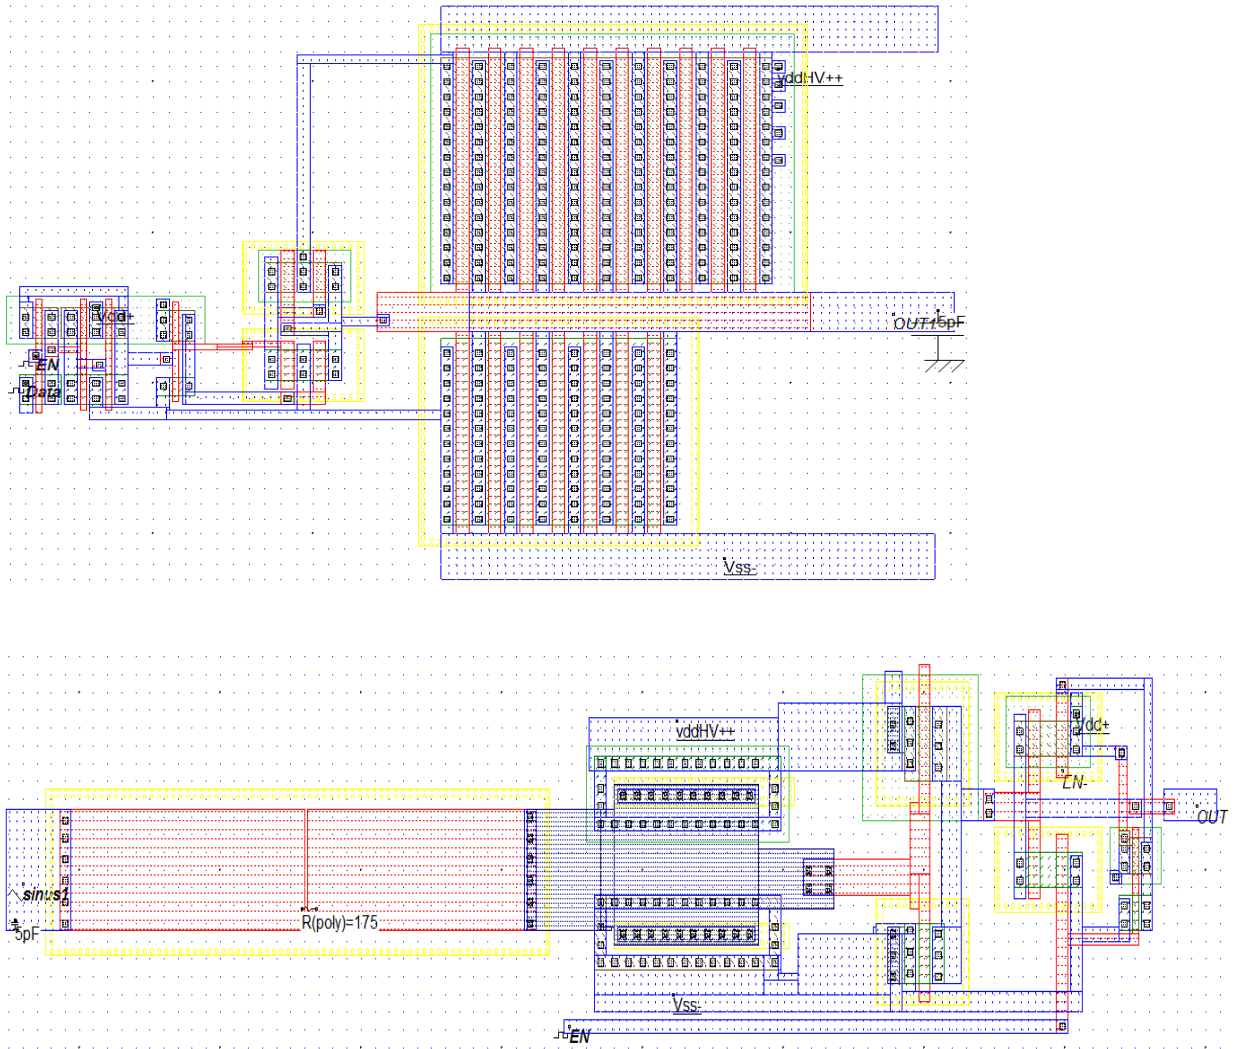 vddHV++
Vdd+
OUT1
5pF
EN
Data
Vss-
vddHV++
Vdd+
EN-
OUT
sinus1
R(poly)=175
5pF
Vss-
EN